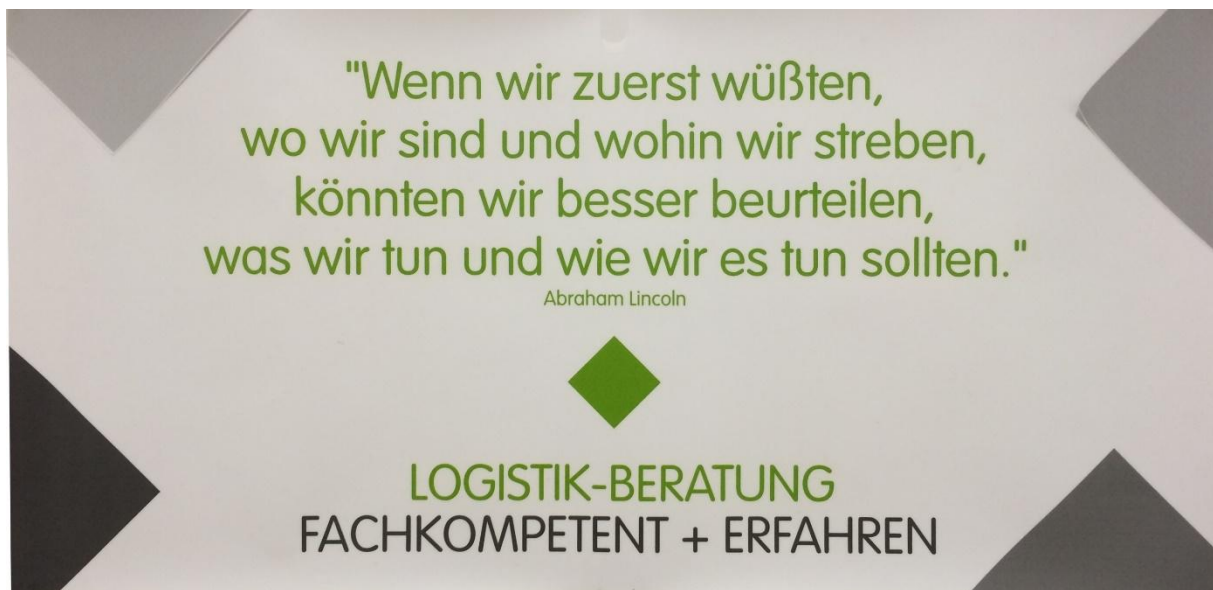 "Wenn wir zuerst wüßten,
wo wir sind und wohin wir streben,
könnten wir besser beurteilen,
was wir tun und wie wir es tun sollten."
Abraham Lincoln
LOGISTIK-BERATUNG
FACHKOMPETENT + ERFAHREN